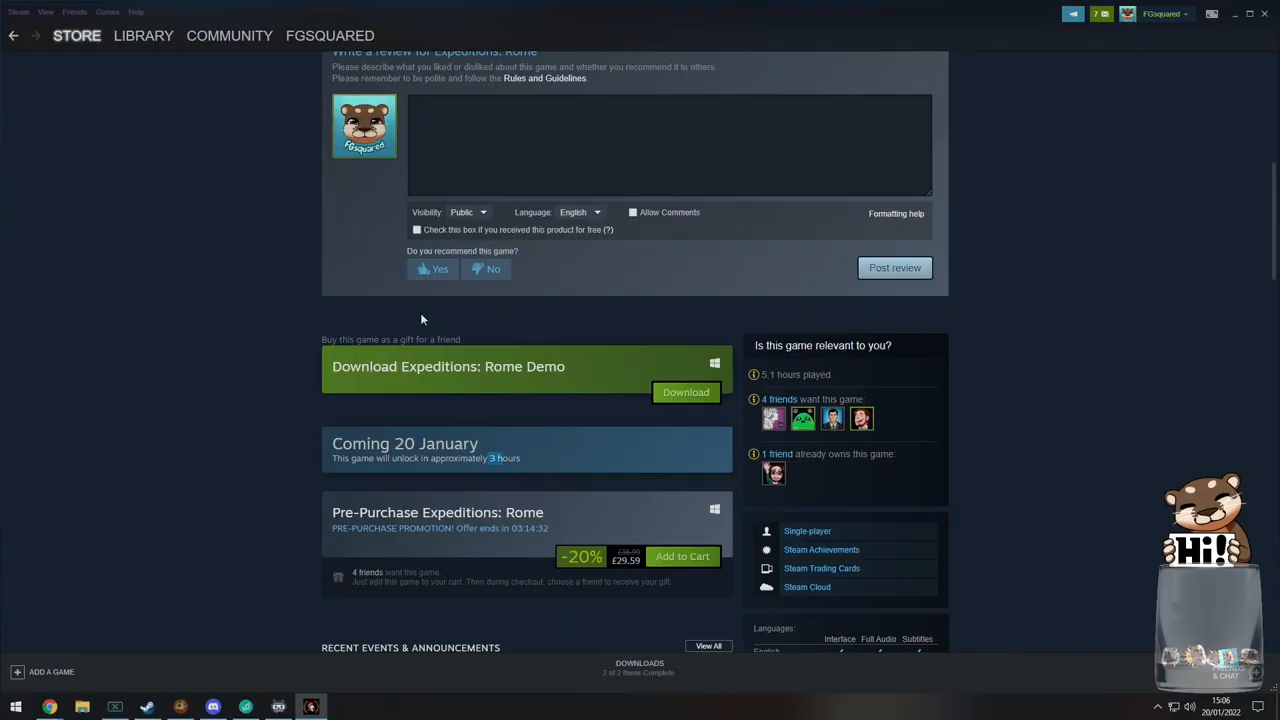 Steam View Friends Games Help
7
FGsquared
STORE LIBRARY COMMUNITY FGSQUARED
Write a review for Expeditions: Rome
Please describe what you liked or disliked about this game and whether you recommend it to others.
Please remember to be polite and follow the Rules and Guidelines
FGsquared
Visibility: Public Language: English Allow Comments Formatting help
Check this box if you received this product for free (?)
Do you recommend this game?
Yes No Post review
Buy this game as a gift for a friend
Download Expeditions: Rome Demo
Download
Coming 20 January
This game will unlock in approximately 3 hours
Pre-Purchase Expeditions: Rome
PRE-PURCHASE PROMOTION! Offer ends in 03:14:32
-20% £36.99 £29.59 Add to Cart
4 friends want this game.
Just add this game to your cart. Then during checkout, choose a friend to receive your gift.
Is this game relevant to you?
5.1 hours played
4 friends want this game:
1 friend already owns this game:
Single-player
Steam Achievements
Steam Trading Cards
Steam Cloud
Languages:
Interface Full Audio Subtitles
English
RECENT EVENTS & ANNOUNCEMENTS View All
Hi!
ADD A GAME
DOWNLOADS
2 of 2 Items Complete
FRIENDS
& CHAT
15:06
20/01/2022